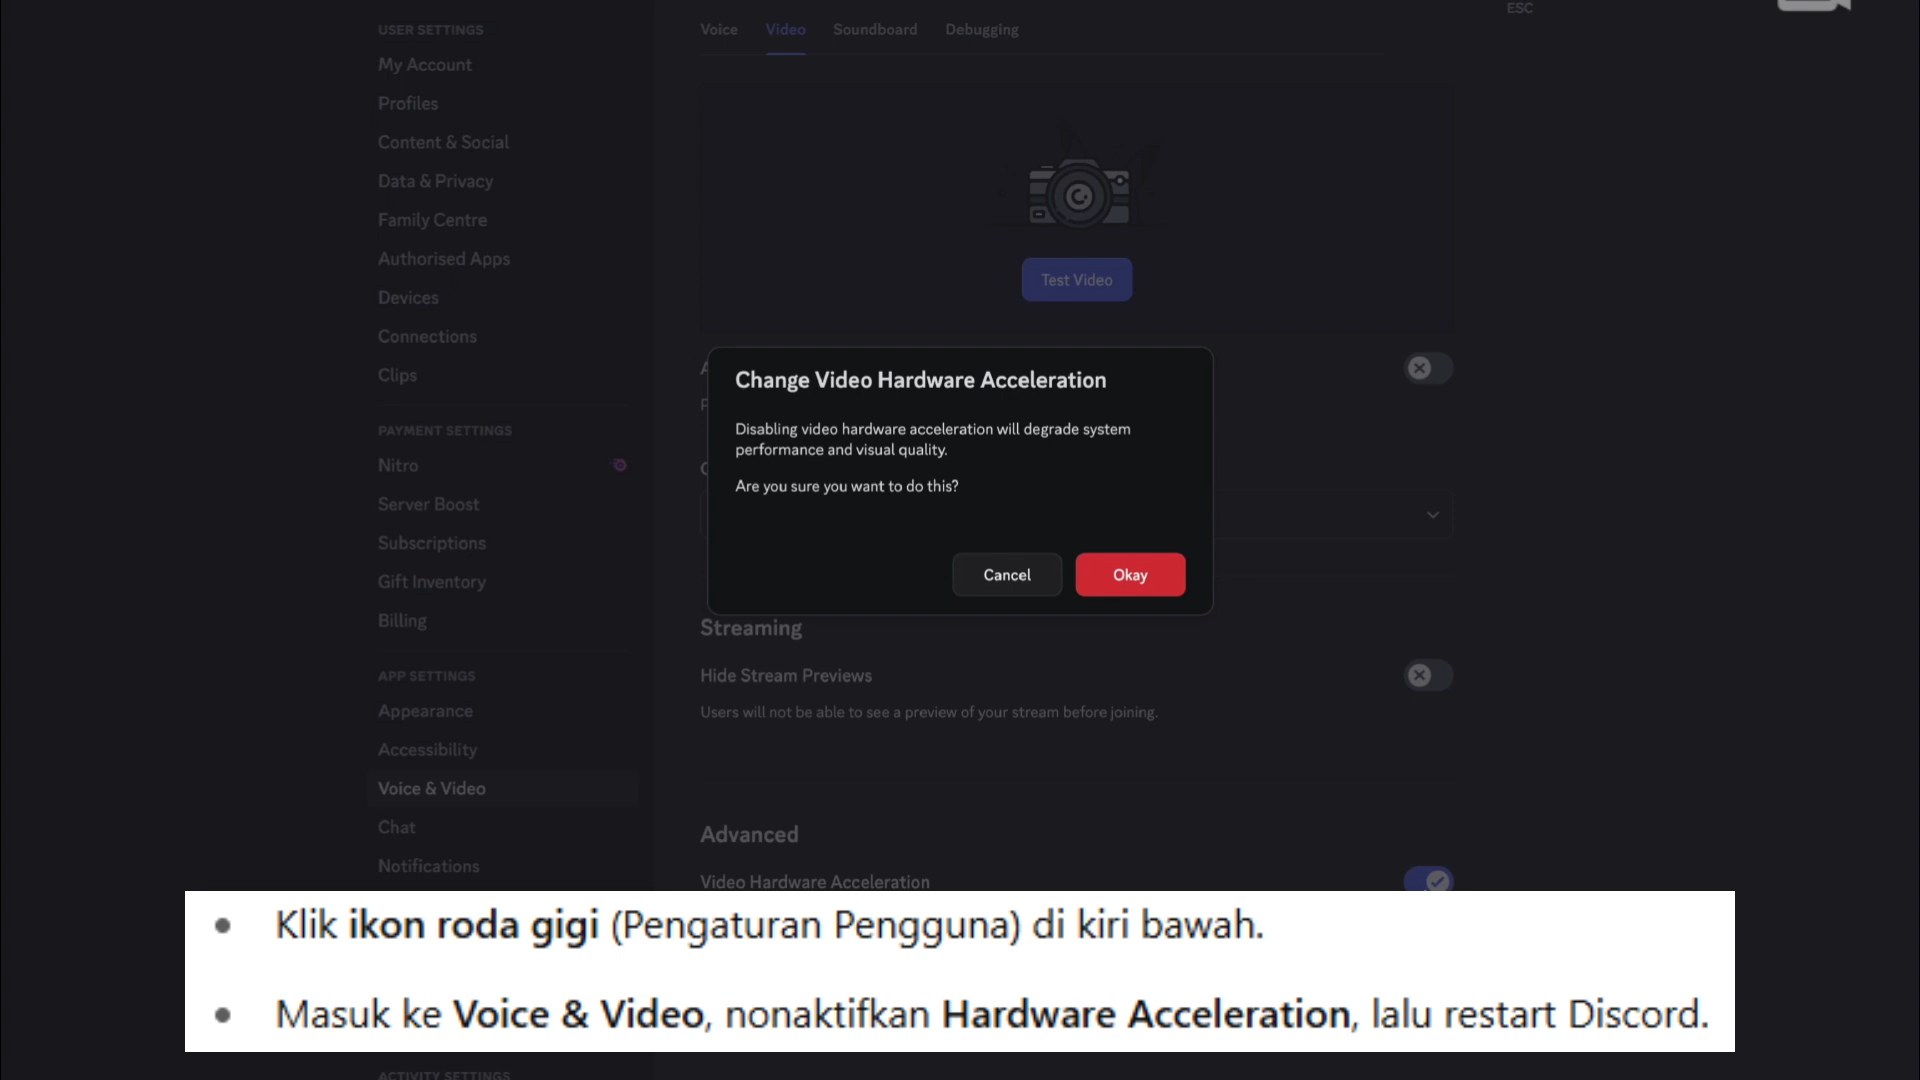 USER SETTINGS
My Account
Profiles
Content & Social
Data & Privacy
Family Centre
Authorised Apps
Devices
Connections
Clips
PAYMENT SETTINGS
Nitro
Server Boost
Subscriptions
Gift Inventory
Billing
APP SETTINGS
Appearance
Accessibility
Voice & Video
Chat
Notifications
ACTIVITY SETTINGS
Voice Video Soundboard Debugging
ESC
Test Video
Change Video Hardware Acceleration
Disabling video hardware acceleration will degrade system
performance and visual quality.
Are you sure you want to do this?
Cancel Okay
Streaming
Hide Stream Previews
Users will not be able to see a preview of your stream before joining.
Advanced
Video Hardware Acceleration
• Klik ikon roda gigi (Pengaturan Pengguna) di kiri bawah.
• Masuk ke Voice & Video, nonaktifkan Hardware Acceleration, lalu restart Discord.